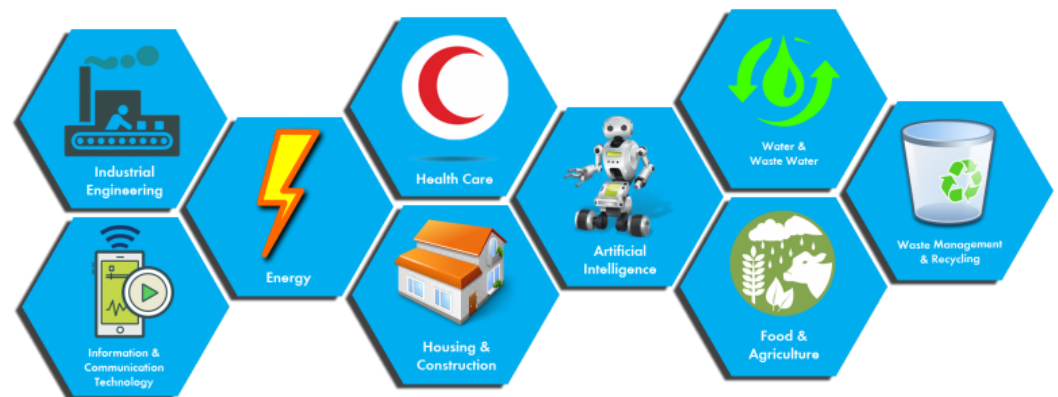 Industrial
Engineering
Information &
Communication
Technology
Energy
Health Care
Housing &
Construction
Artificial
Intelligence
Water &
Waste Water
Food &
Agriculture
Waste Management
& Recycling